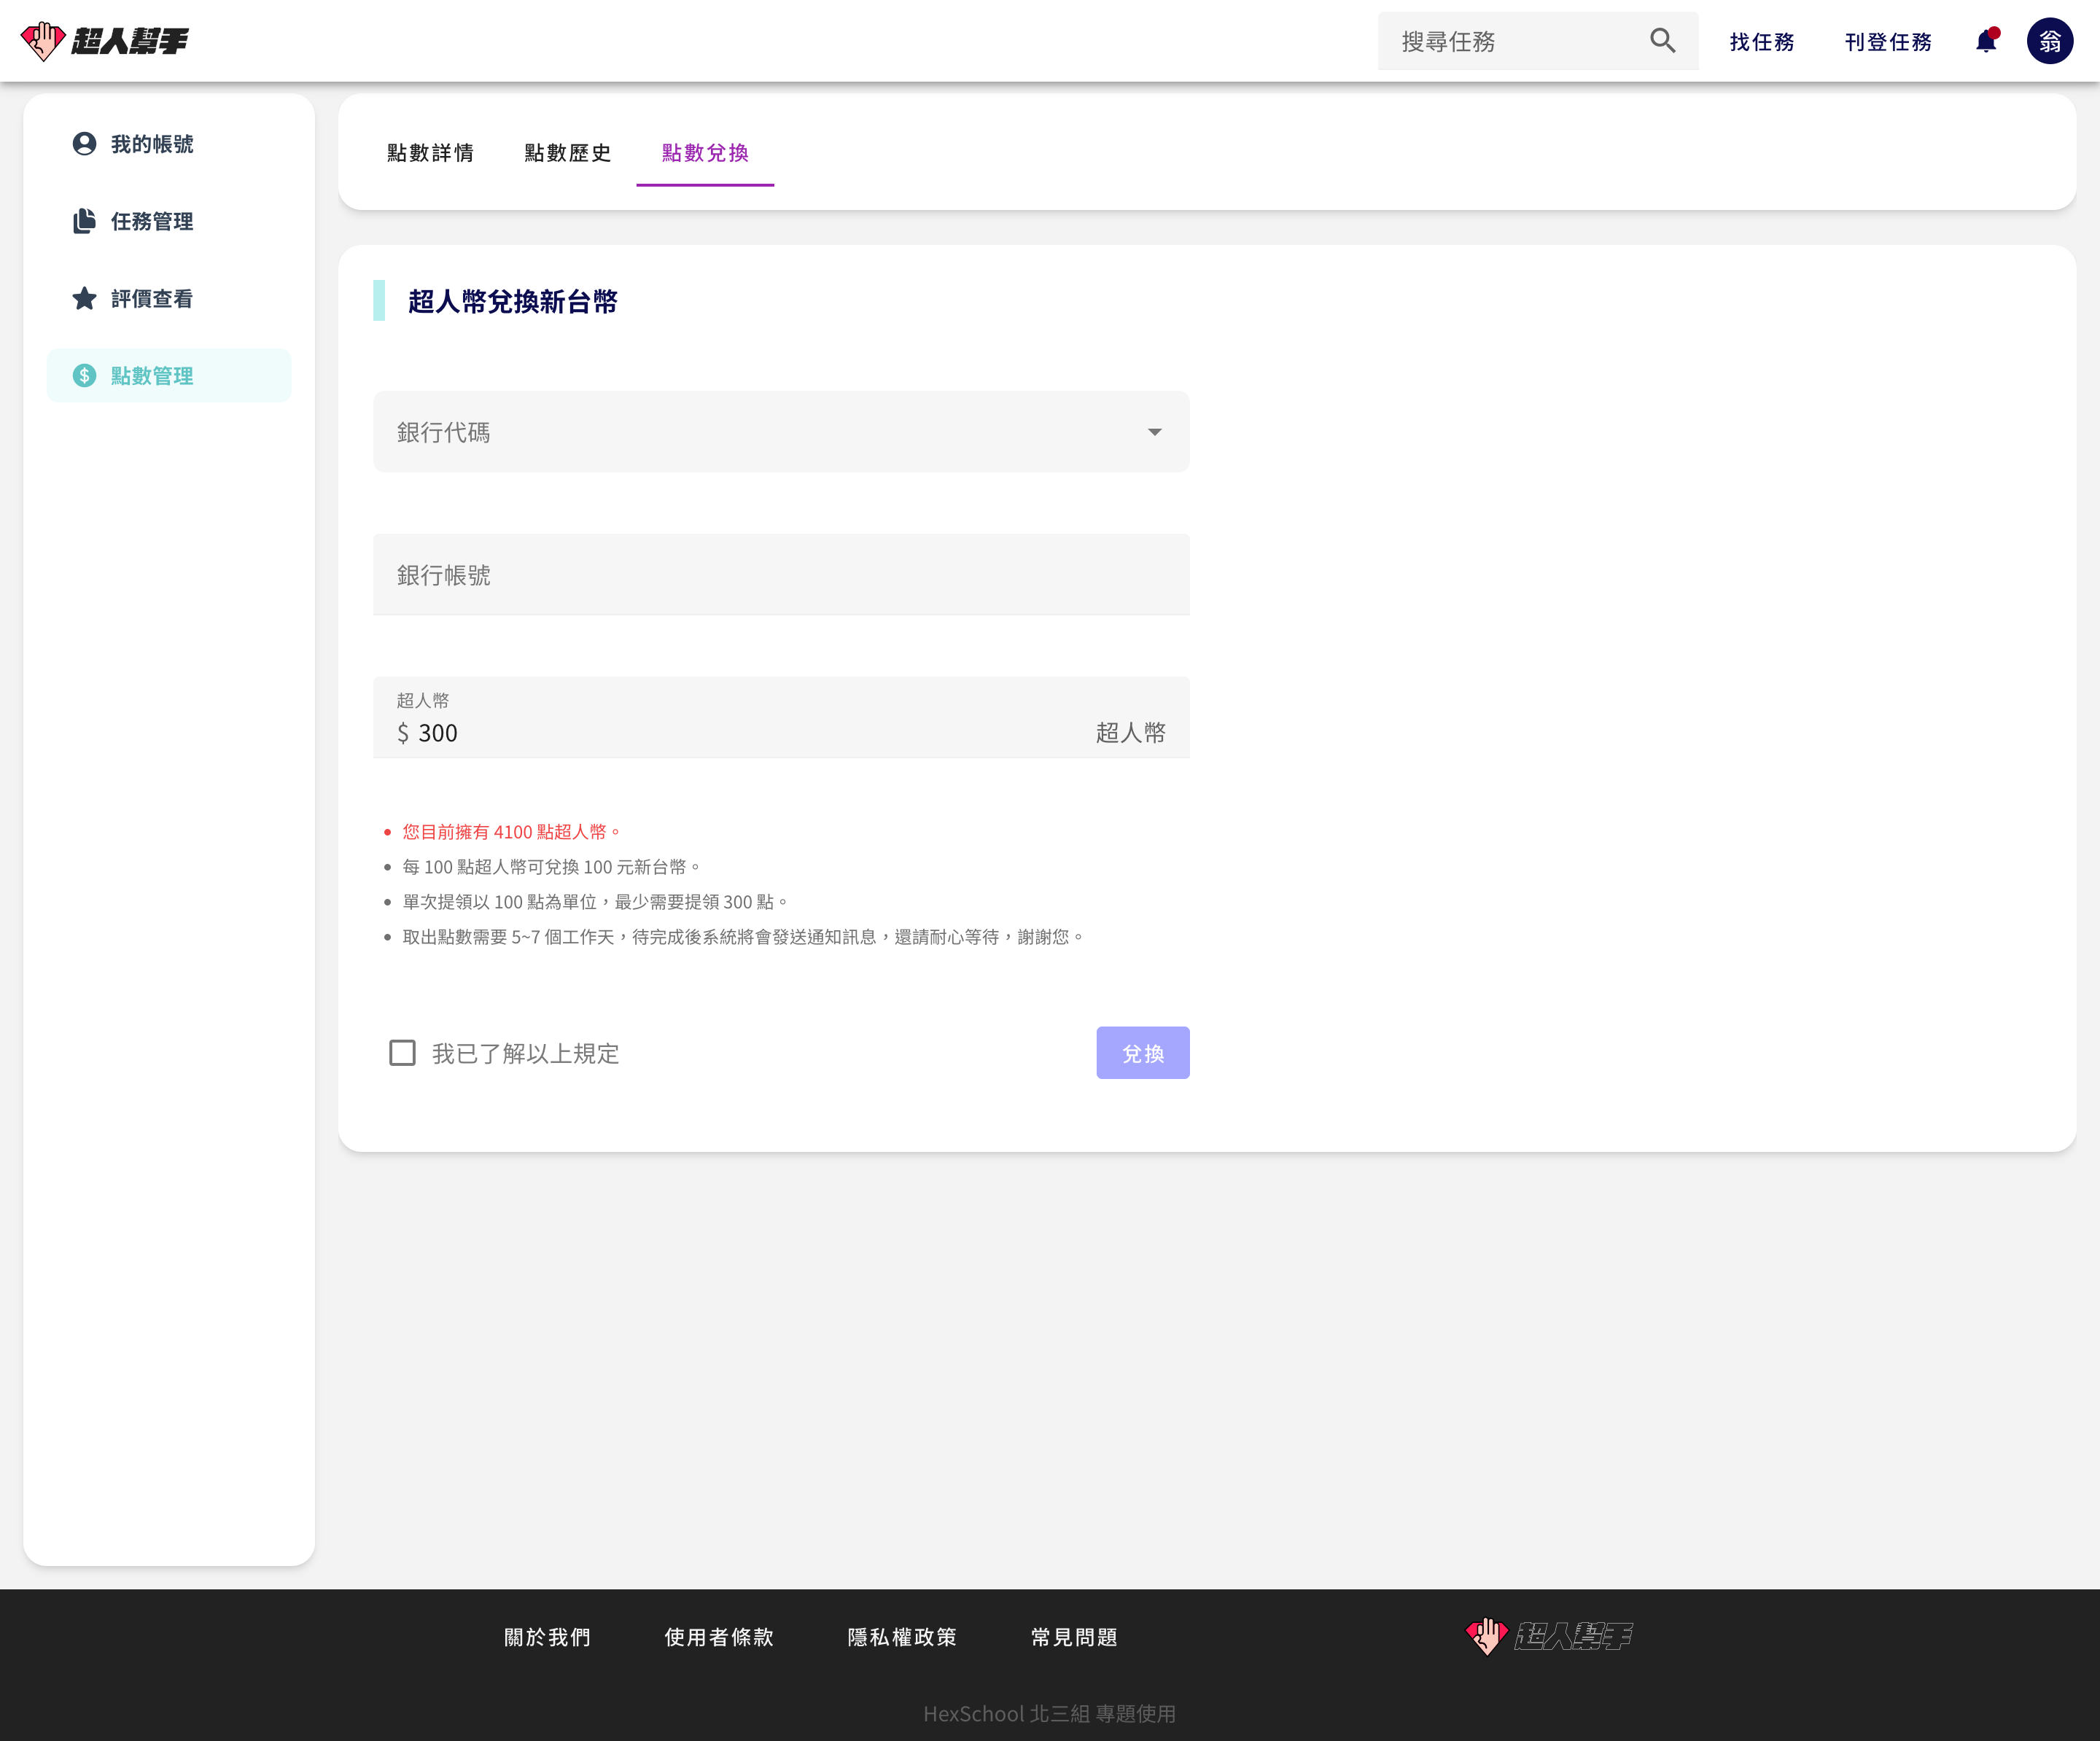 超人幫手
搜尋任務
找任務
刊登任務
翁
我的帳號
任務管理
評價查看
點數管理
點數詳情
點數歷史
點數兌換
超人幣兌換新台幣
銀行代碼
銀行帳號
超人幣
$ 300
超人幣
您目前擁有 4100 點超人幣。
每 100 點超人幣可兌換 100 元新台幣。
單次提領以 100 點為單位，最少需要提領 300 點。
取出點數需要 5~7 個工作天，待完成後系統將會發送通知訊息，還請耐心等待，謝謝您。
我已了解以上規定
兌換
關於我們
使用者條款
隱私權政策
常見問題
超人幫手
HexSchool 北三組 專題使用